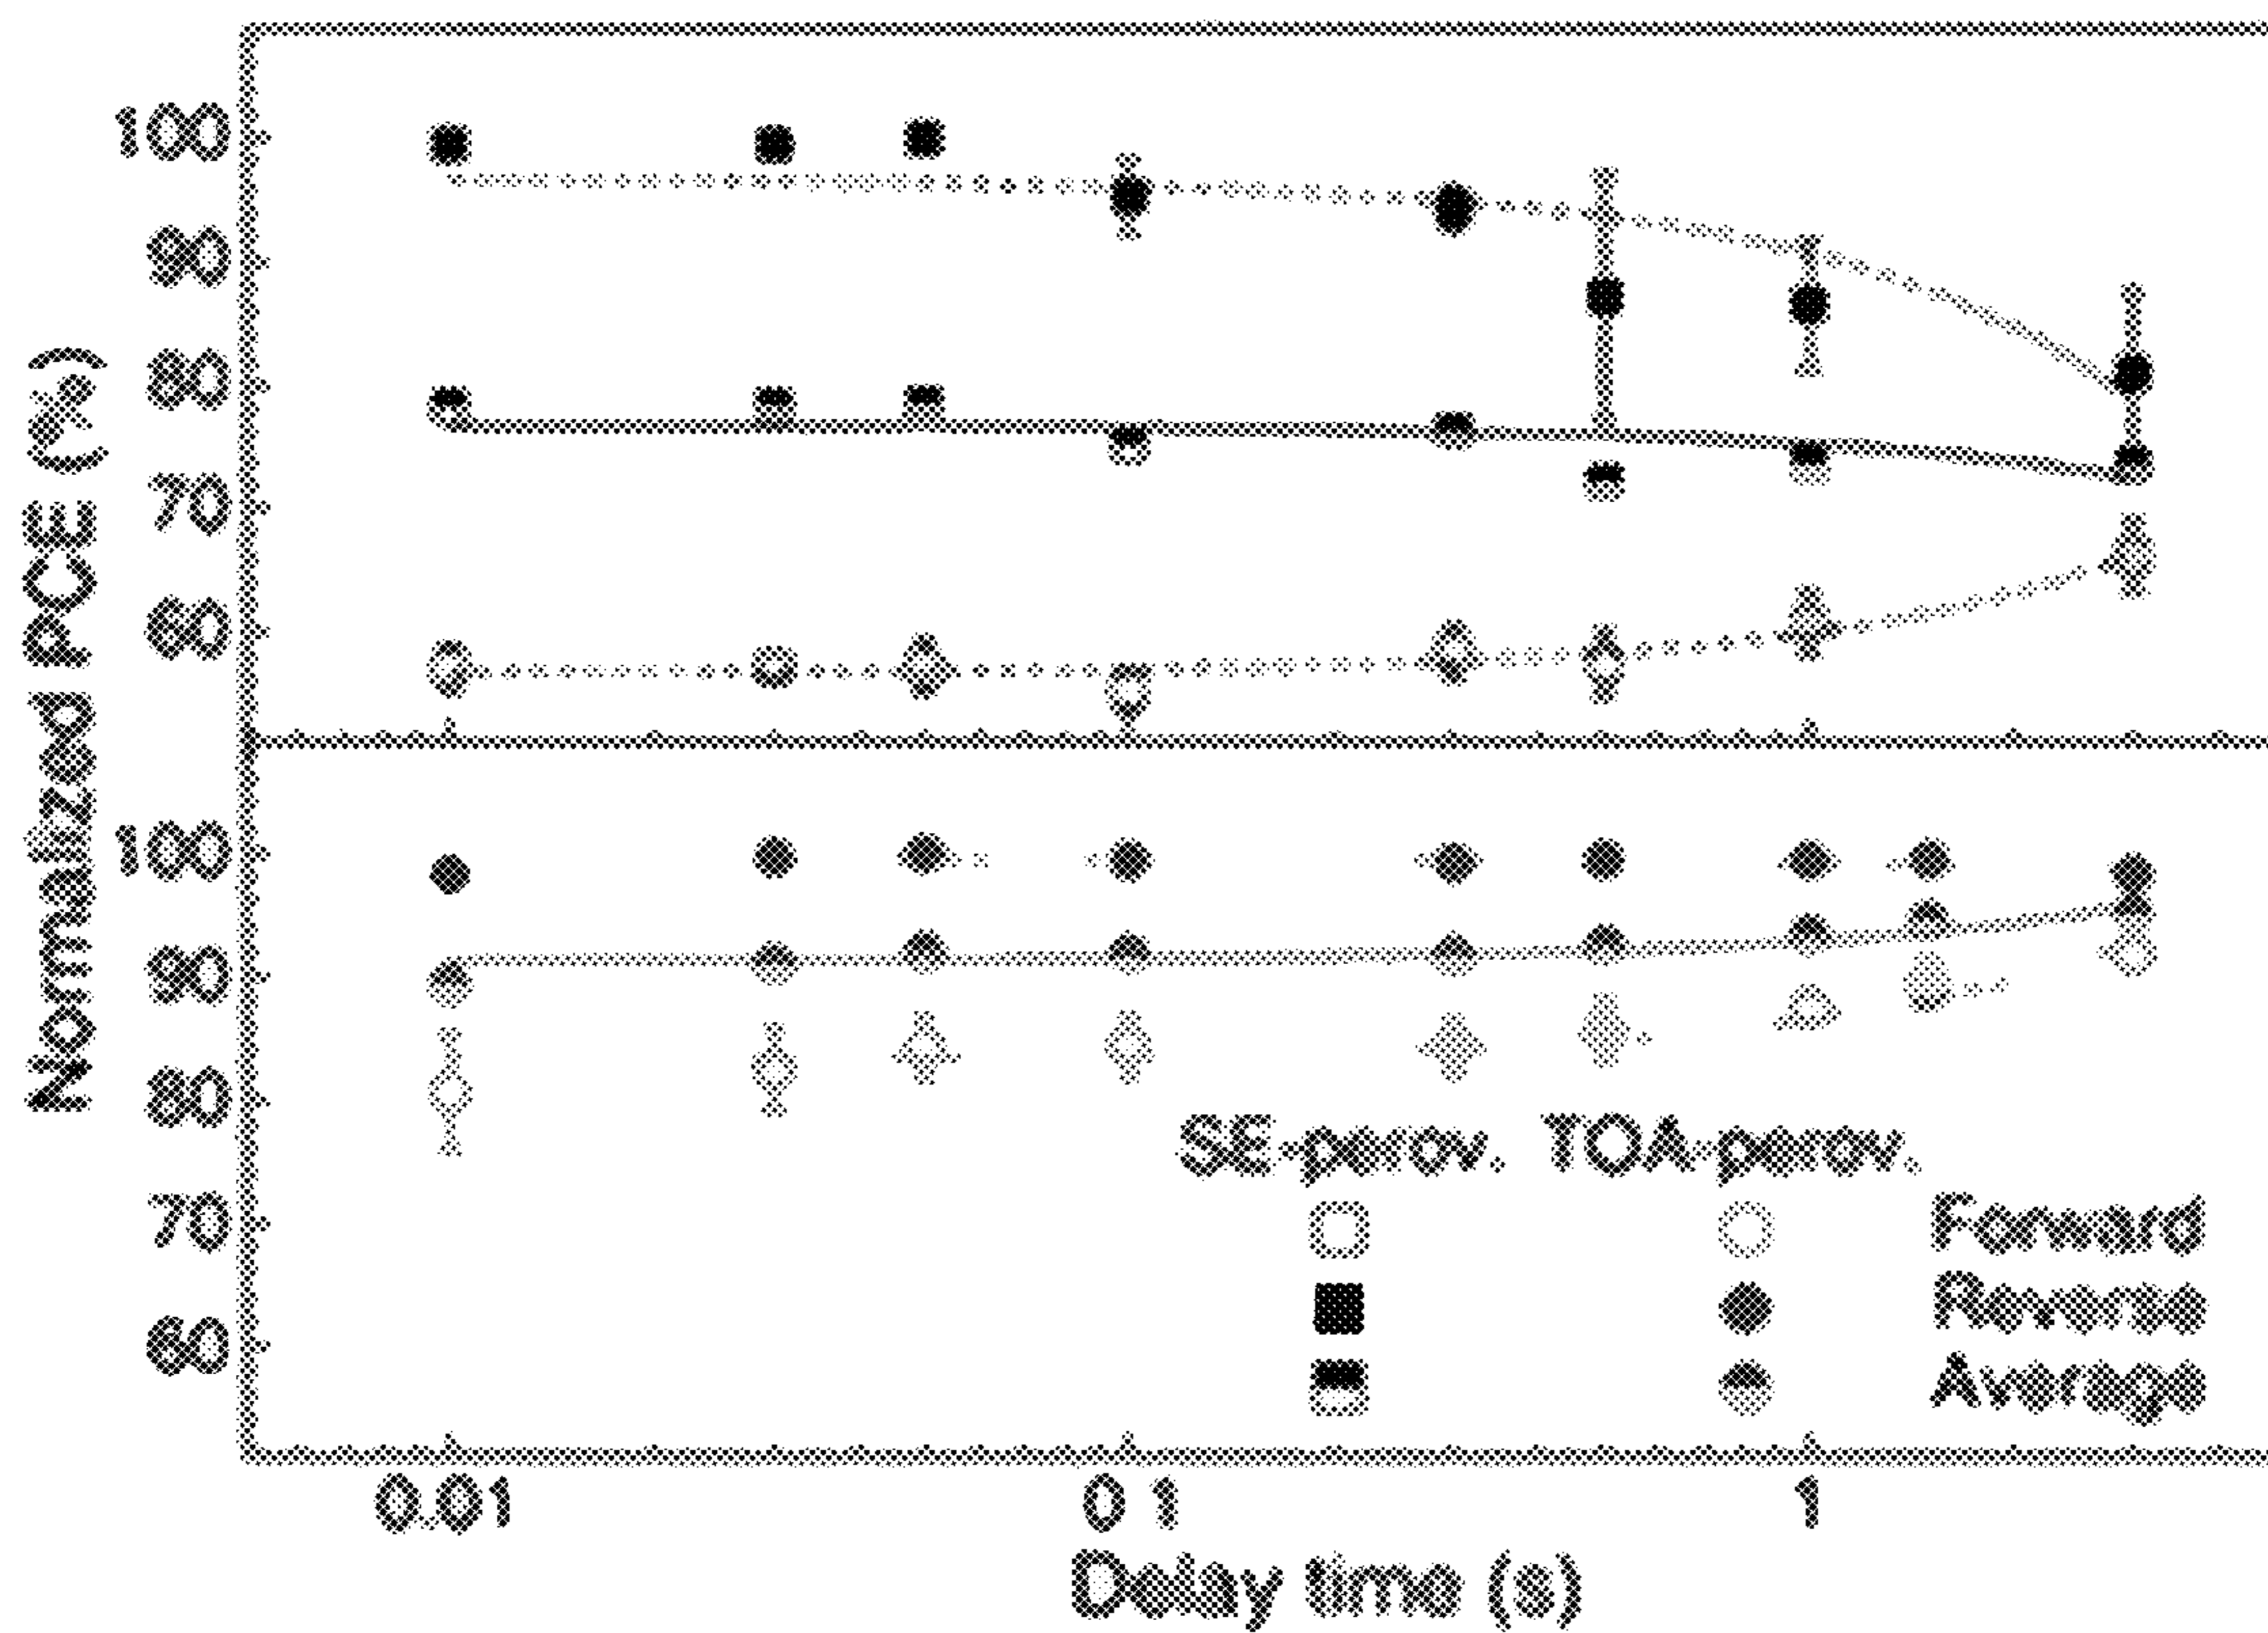 Normalized PCE (%)
100
90
80
70
60
100
90
80
70
60
SE-perov. TOA-perov.
Forward
Reverse
Average
0.01
0 1
1
Delay time (s)